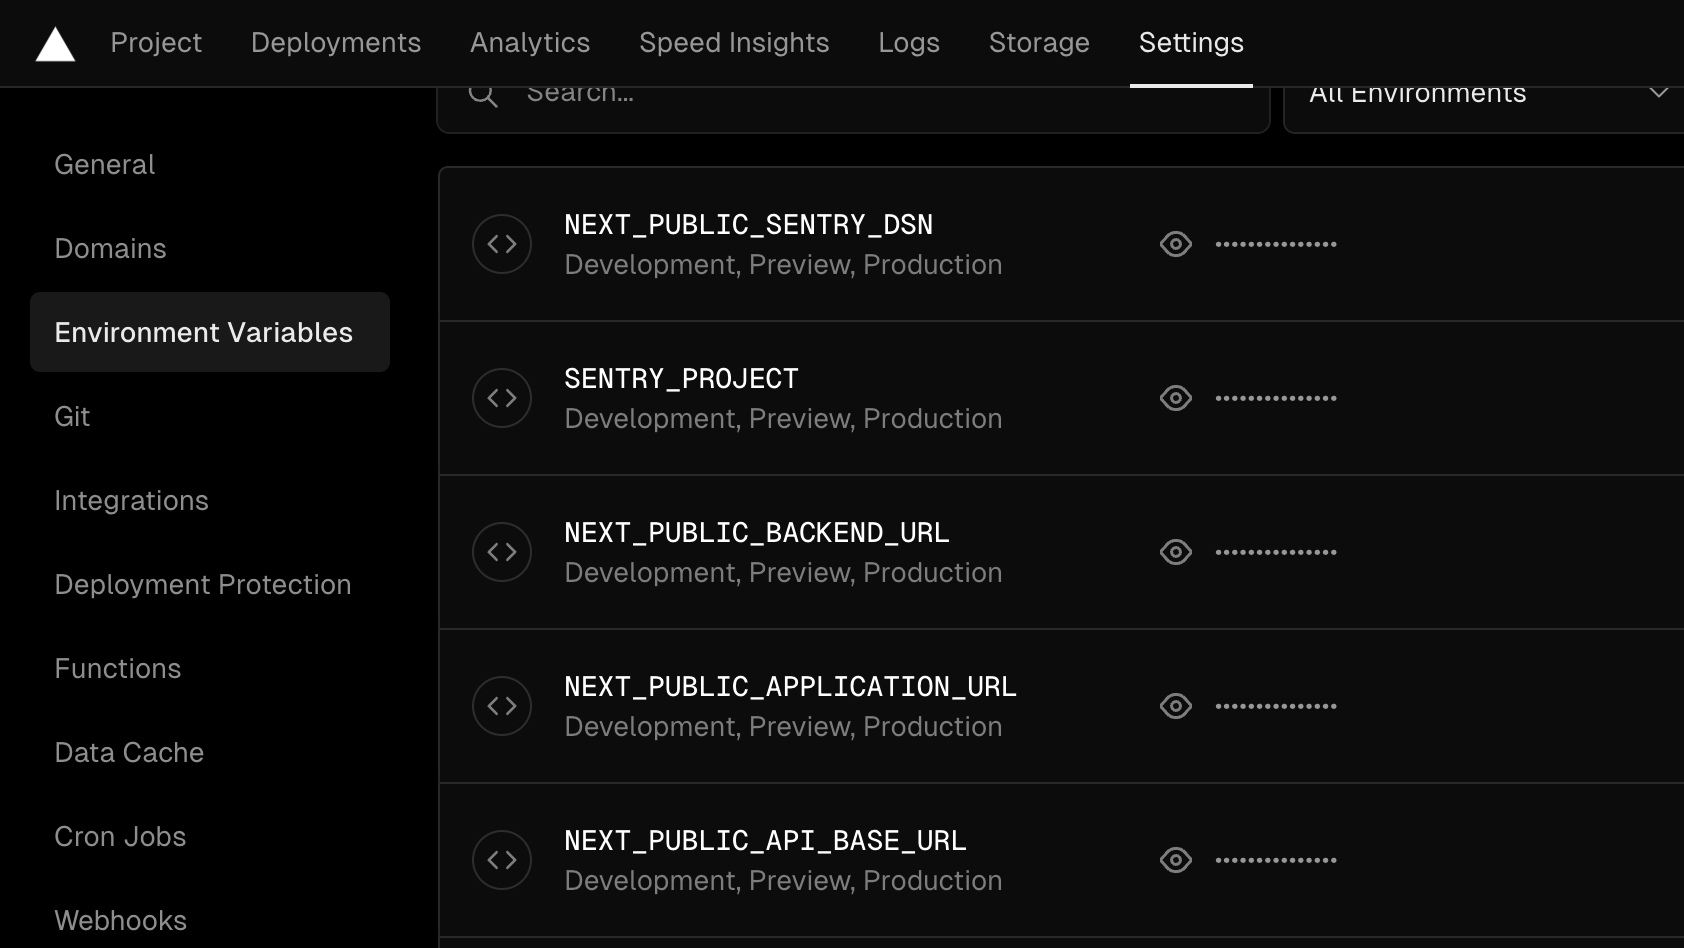 Project Deployments Analytics Speed Insights Logs Storage Settings
Search... All Environments
General
Domains
Environment Variables
Git
Integrations
Deployment Protection
Functions
Data Cache
Cron Jobs
Webhooks
NEXT_PUBLIC_SENTRY_DSN
Development, Preview, Production
SENTRY_PROJECT
Development, Preview, Production
NEXT_PUBLIC_BACKEND_URL
Development, Preview, Production
NEXT_PUBLIC_APPLICATION_URL
Development, Preview, Production
NEXT_PUBLIC_API_BASE_URL
Development, Preview, Production